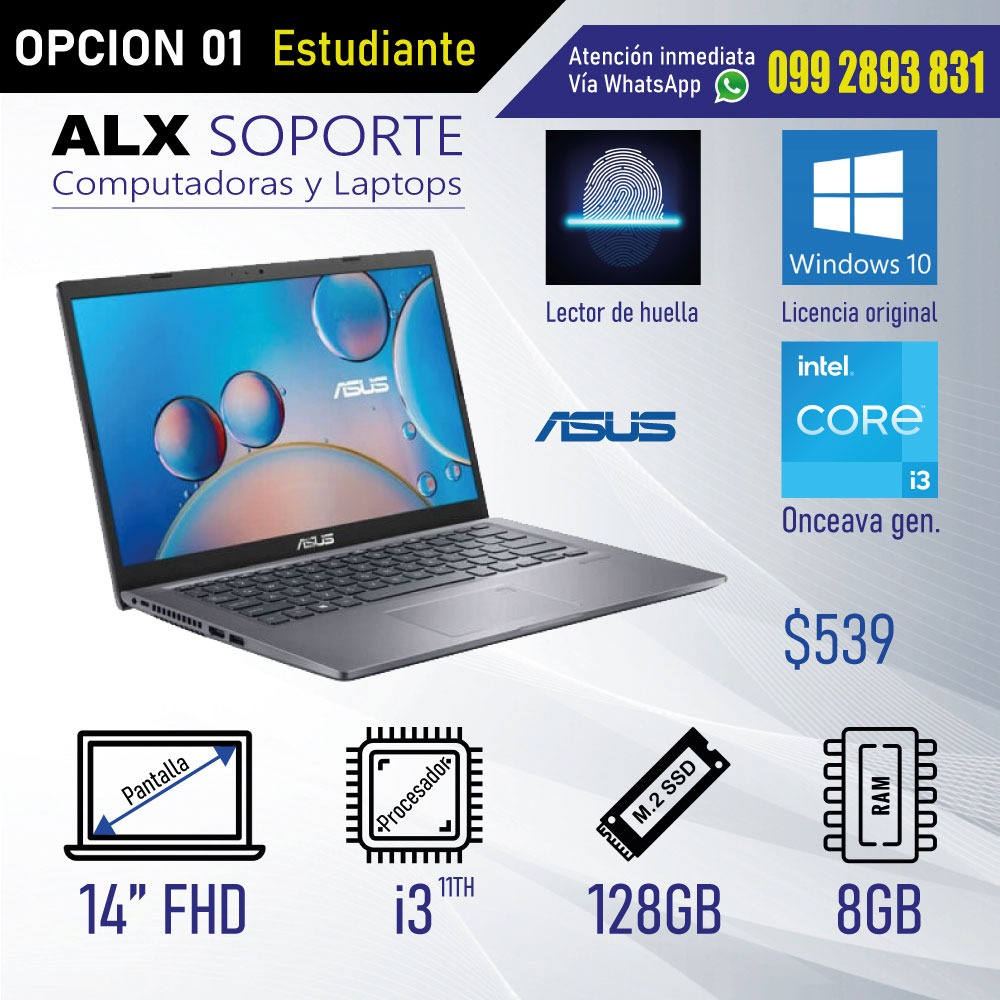 OPCION 01 Estudiante
Atención inmediata
Vía WhatsApp
099 2893 831
ALX SOPORTE
Computadoras y Laptops
Lector de huella
Windows 10
Licencia original
ASUS
ASUS
ASUS
intel.
CORE
i3
Onceava gen.
$539
Pantalla
Procesador
M.2 SSD
RAM
14” FHD
i3 11TH
128GB
8GB